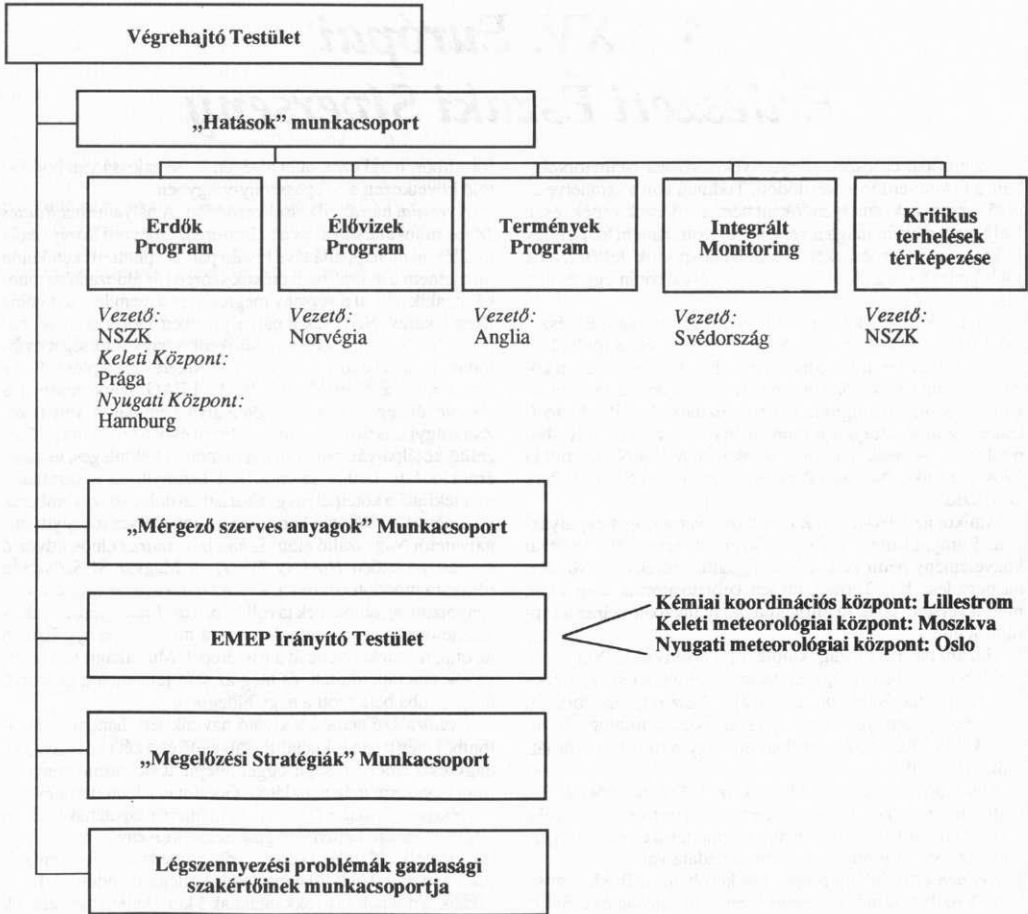 Végrehajtó Testület
„Hatások” munkacsoport
Erdők
Program
Élővizek
Program
Termények
Program
Integrált
Monitoring
Kritikus
terhelések
térképezése
Vezető:
NSZK
Keleti Központ:
Prága
Nyugati Központ:
Hamburg
Vezető:
Norvégia
Vezető:
Anglia
Vezető:
Svédország
Vezető:
NSZK
„Mérgező szerves anyagok” Munkacsoport
EMEP Irányító Testület
Kémiai koordinációs központ: Lillestrom
Keleti meteorológiai központ: Moszkva
Nyugati meteorológiai központ: Oslo
„Megelőzési Stratégiák” Munkacsoport
Légszennyezési problémák gazdasági
szakértőinek munkacsoportja